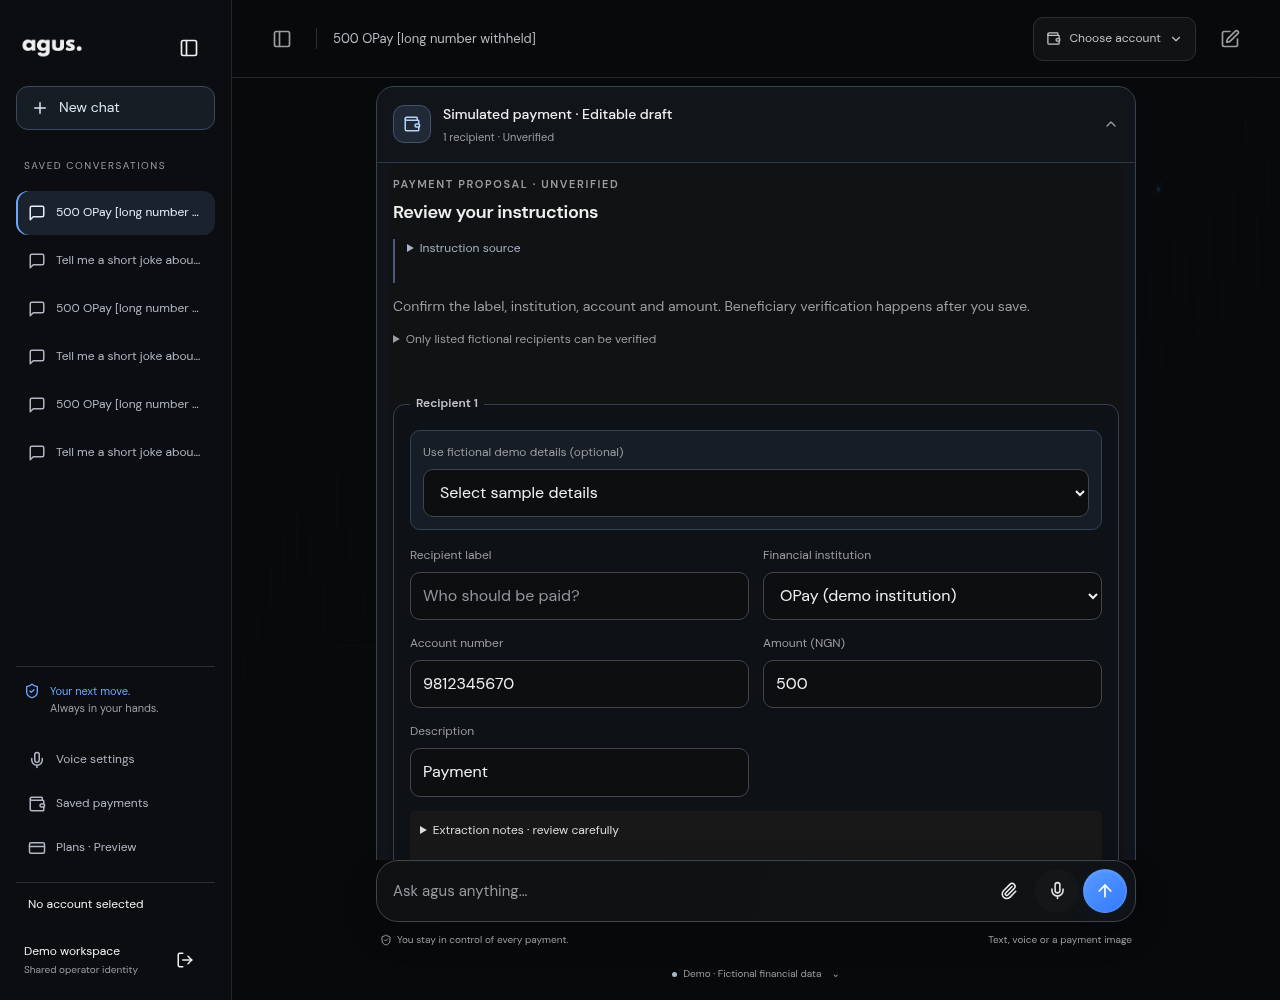 agus.
New chat
SAVED CONVERSATIONS
500 OPay [long number ...
Tell me a short joke abou...
500 OPay [long number ...
Tell me a short joke abou...
500 OPay [long number ...
Tell me a short joke abou...
Your next move.
Always in your hands.
Voice settings
Saved payments
Plans · Preview
No account selected
Demo workspace
Shared operator identity
500 OPay [long number withheld]
Choose account
Simulated payment · Editable draft
1 recipient · Unverified
PAYMENT PROPOSAL · UNVERIFIED
Review your instructions
Instruction source
Confirm the label, institution, account and amount. Beneficiary verification happens after you save.
Only listed fictional recipients can be verified
Recipient 1
Use fictional demo details (optional)
Select sample details
Recipient label
Financial institution
Who should be paid?
OPay (demo institution)
Account number
Amount (NGN)
9812345670
500
Description
Payment
Extraction notes · review carefully
Ask agus anything...
You stay in control of every payment.
Text, voice or a payment image
Demo · Fictional financial data